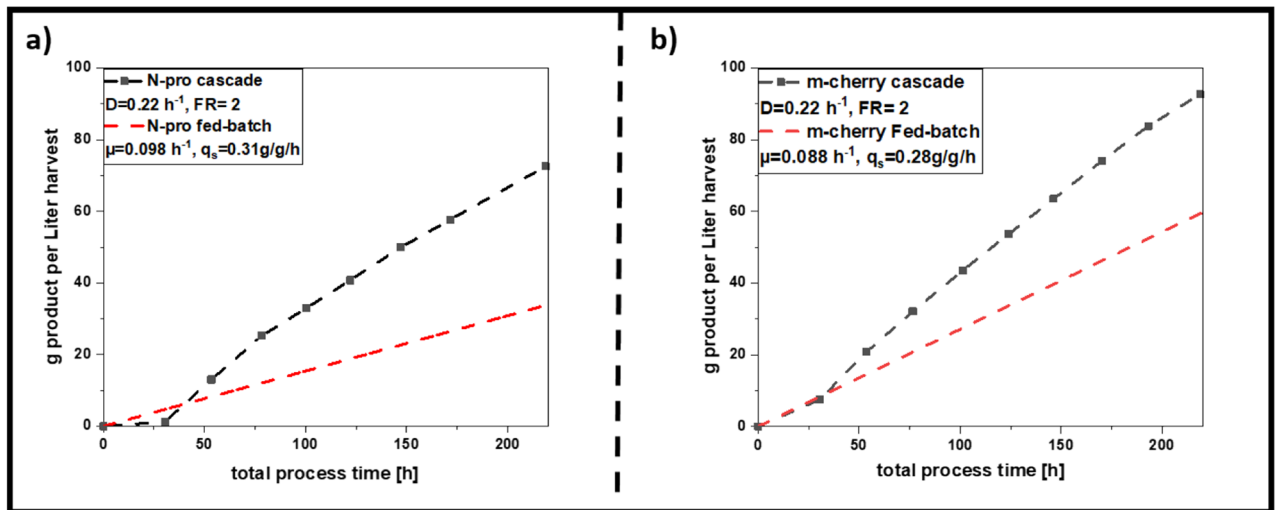 a)
N-pro cascade
D=0.22 h⁻¹, FR= 2
N-pro fed-batch
µ=0.098 h⁻¹, qₛ=0.31g/g/h
100
80
60
40
20
0
g product per Liter harvest
0 50 100 150 200
total process time [h]
b)
m-cherry cascade
D=0.22 h⁻¹, FR= 2
m-cherry Fed-batch
µ=0.088 h⁻¹, qₛ=0.28g/g/h
100
80
60
40
20
0
g product per Liter harvest
0 50 100 150 200
total process time [h]